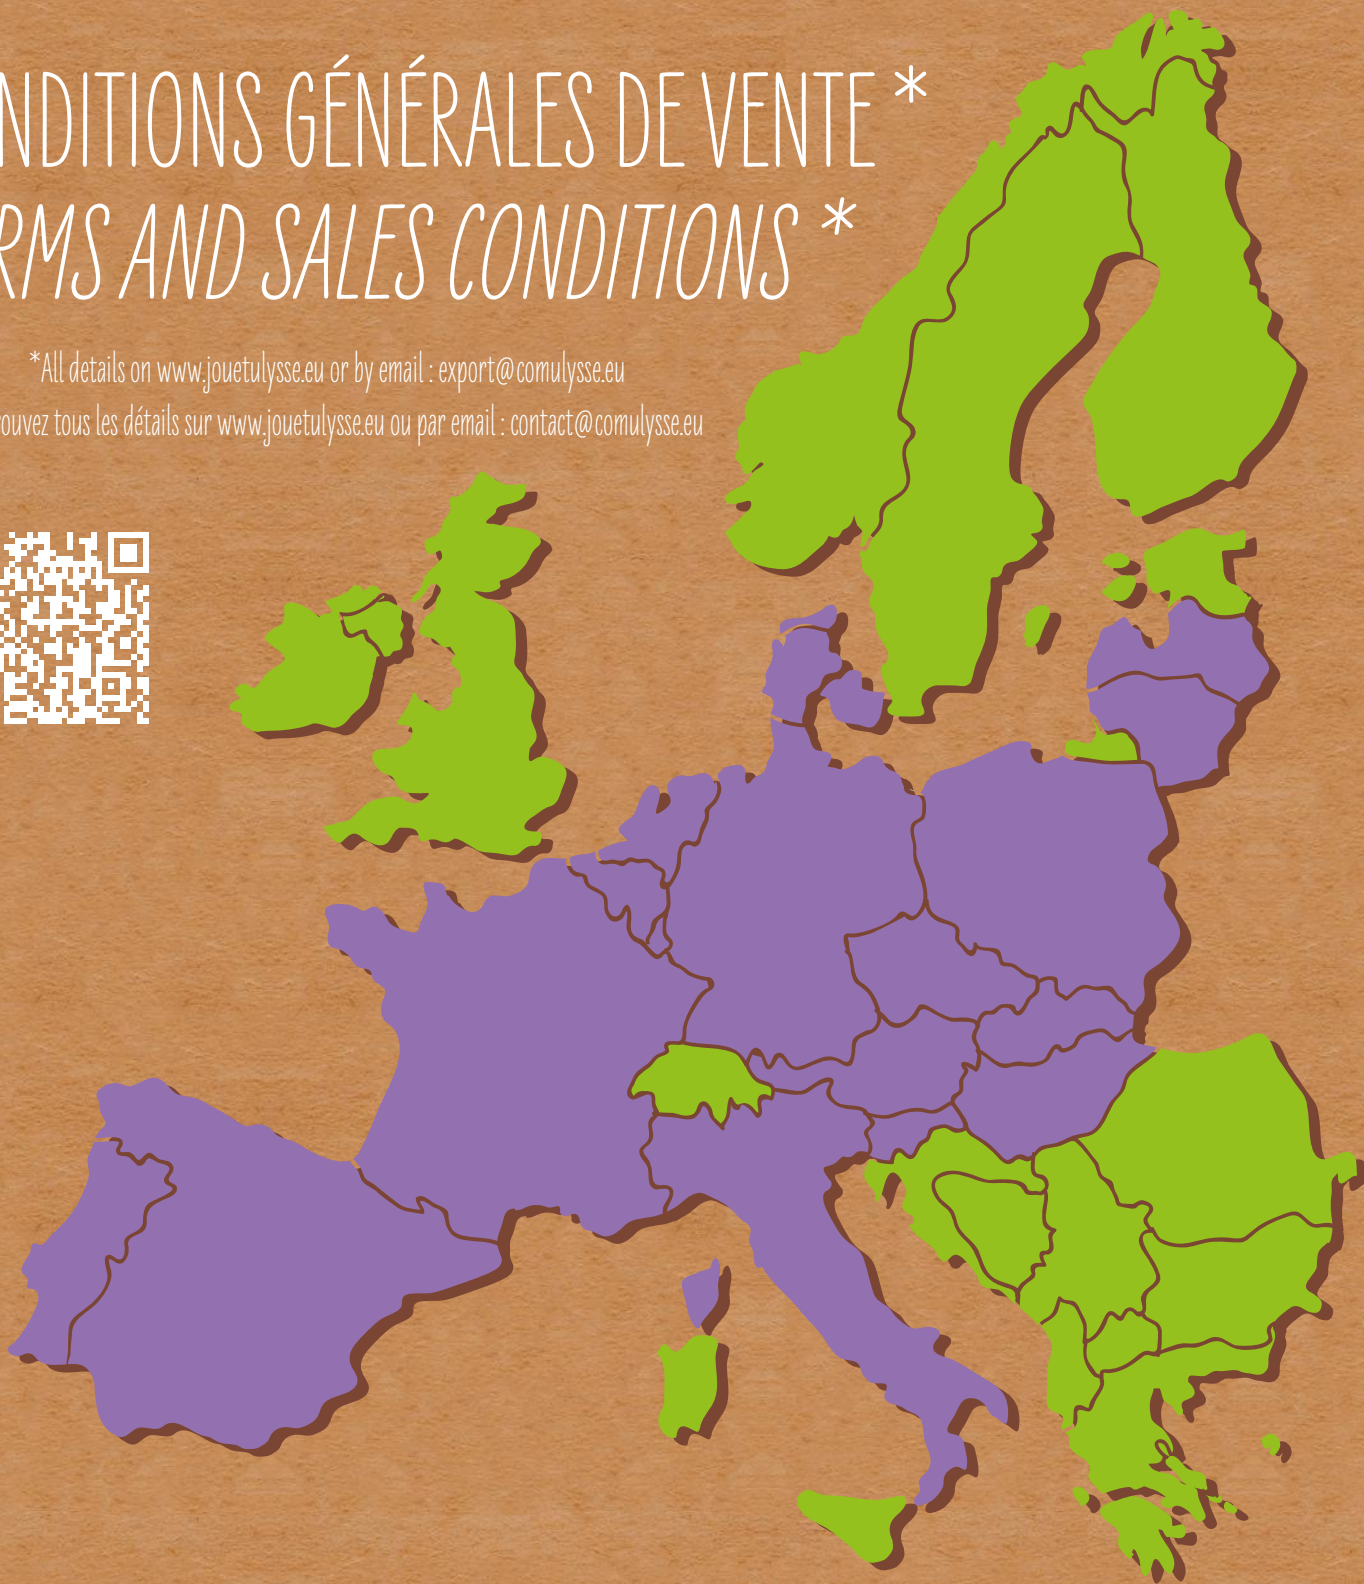 NDITIONS GÉNÉRALES DE VENTE *
RMS AND SALES CONDITIONS *
*All details on www.jouetulysse.eu or by email : export@comulysse.eu
ouvez tous les détails sur www.jouetulysse.eu ou par email : contact@comulysse.eu